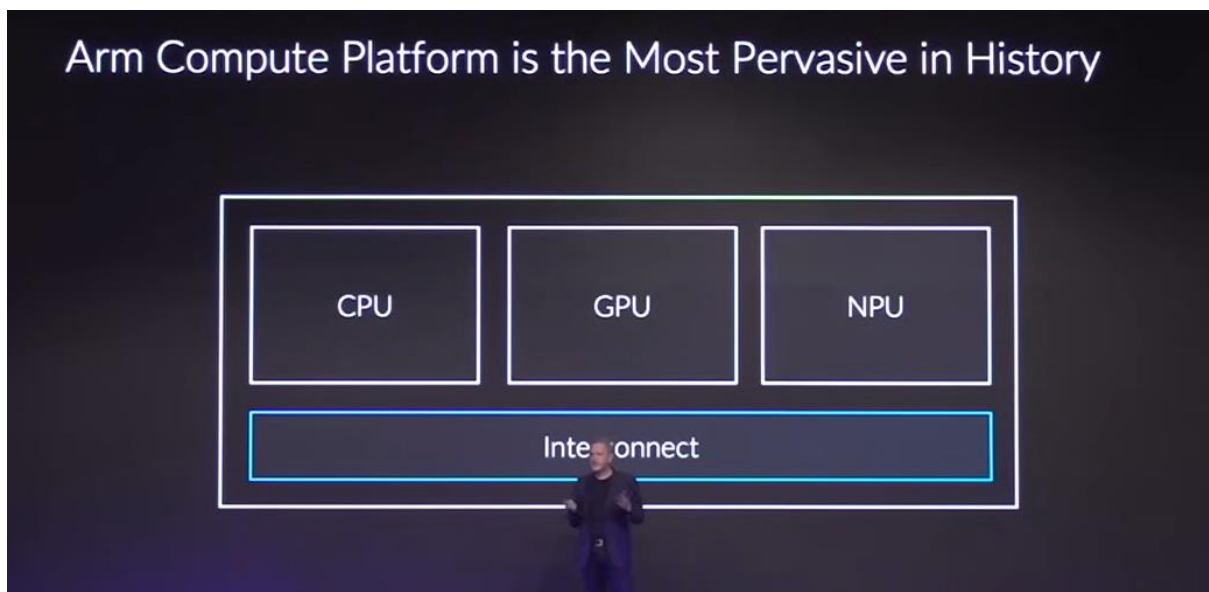 Arm Compute Platform is the Most Pervasive in History
CPU
GPU
NPU
Interconnect